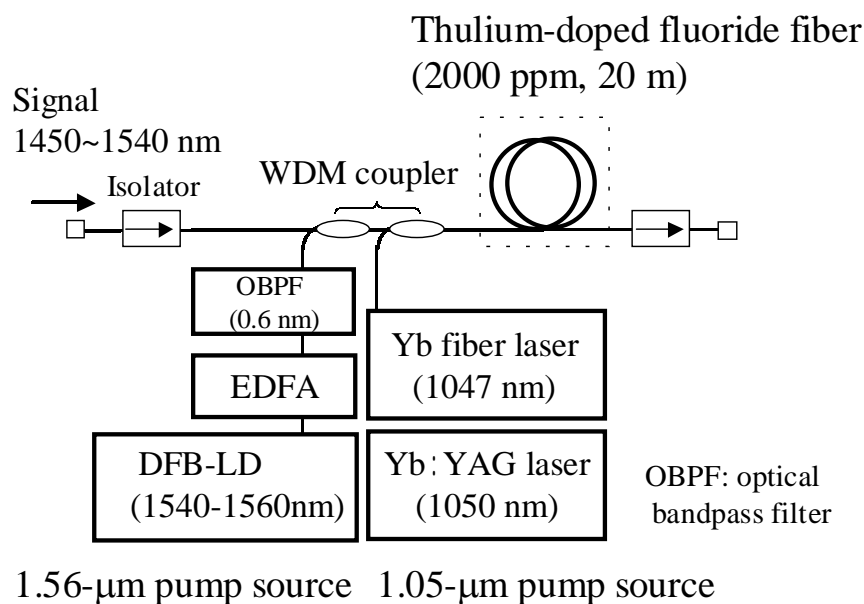 Thulium-doped fluoride fiber
(2000 ppm, 20 m)
Signal
1450~1540 nm
WDM coupler
Isolator
OBPF
(0.6 nm)
EDFA
DFB-LD
(1540-1560nm)
Yb fiber laser
(1047 nm)
Yb:YAG laser
(1050 nm)
OBPF: optical
bandpass filter
1.56-μm pump source
1.05-μm pump source